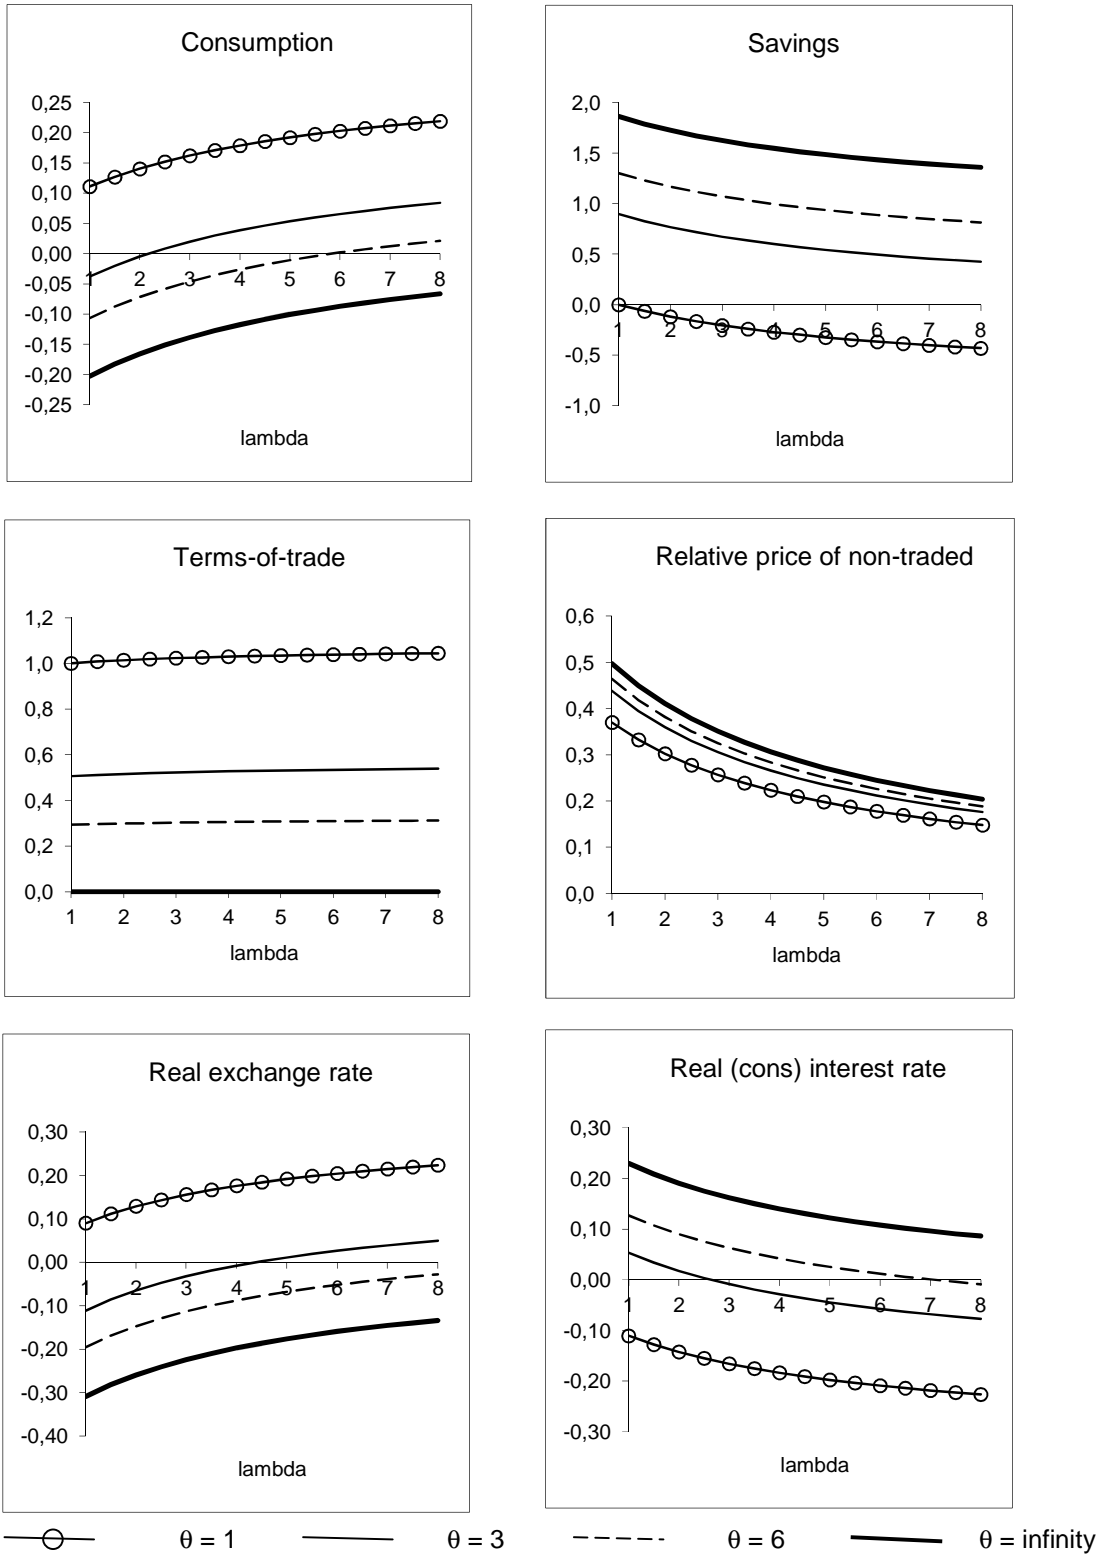 Consumption
0,25
0,20
0,15
0,10
0,05
0,00
-0,05
-0,10
-0,15
-0,20
-0,25
1 2 3 4 5 6 7 8
lambda
Savings
2,0
1,5
1,0
0,5
0,0
-0,5
-1,0
1 2 3 4 5 6 7 8
lambda
Terms-of-trade
1,2
1,0
0,8
0,6
0,4
0,2
0,0
1 2 3 4 5 6 7 8
lambda
Relative price of non-traded
0,6
0,5
0,4
0,3
0,2
0,1
0,0
1 2 3 4 5 6 7 8
lambda
Real exchange rate
0,30
0,20
0,10
0,00
-0,10
-0,20
-0,30
-0,40
1 2 3 4 5 6 7 8
lambda
Real (cons) interest rate
0,30
0,20
0,10
0,00
-0,10
-0,20
-0,30
1 2 3 4 5 6 7 8
lambda
θ = 1 θ = 3 θ = 6 θ = infinity